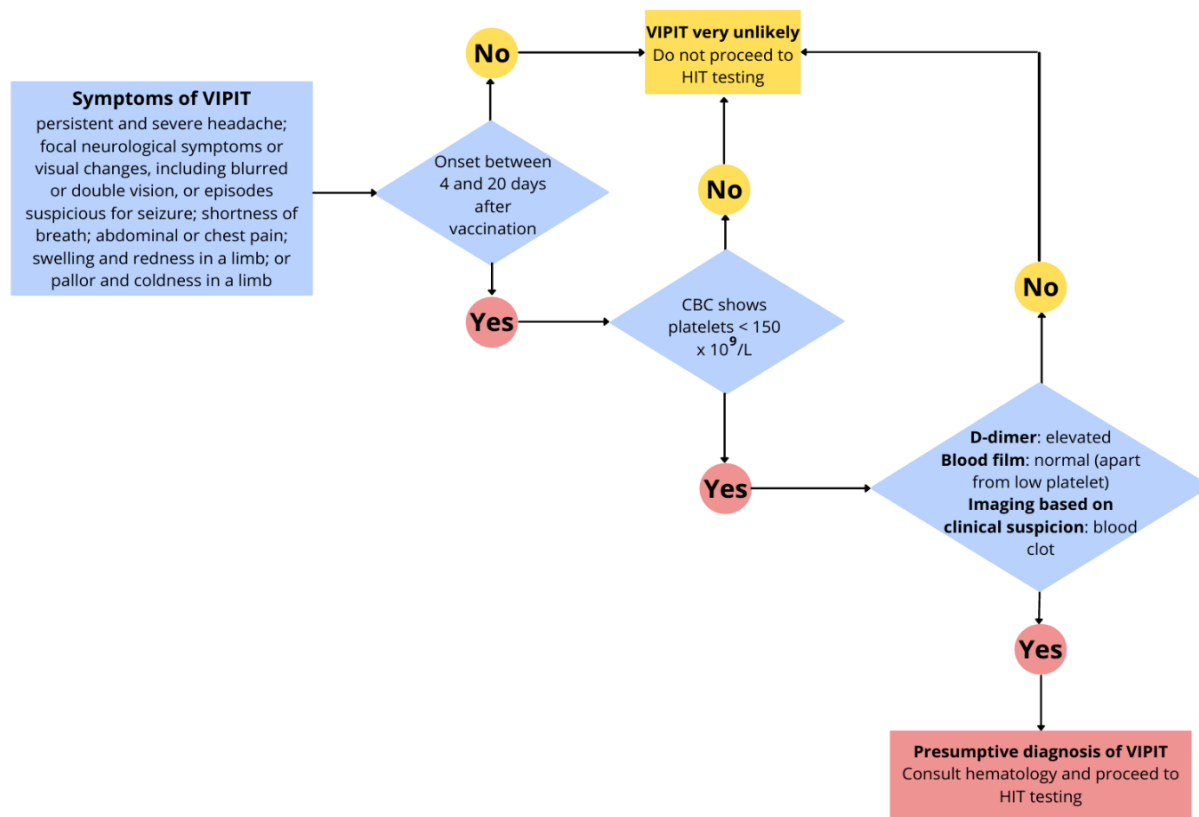 Symptoms of VIPIT
persistent and severe headache;
focal neurological symptoms or
visual changes, including blurred
or double vision, or episodes
suspicious for seizure; shortness of
breath; abdominal or chest pain;
swelling and redness in a limb; or
pallor and coldness in a limb
Onset between
4 and 20 days
after
vaccination
No
VIPIT very unlikely
Do not proceed to
HIT testing
Yes
CBC shows
platelets < 150
x 10⁹/L
No
Yes
D-dimer: elevated
Blood film: normal (apart
from low platelet)
Imaging based on
clinical suspicion: blood
clot
No
Yes
Presumptive diagnosis of VIPIT
Consult hematology and proceed to
HIT testing